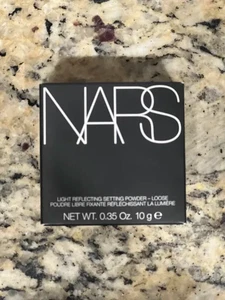 NARS
LIGHT REFLECTING SETTING POWDER – LOOSE
POUDRE LIBRE FIXANTE RÉFLÉCHISSANT LA LUMIÈRE
NET WT. 0.35 Oz. 10 g ℮